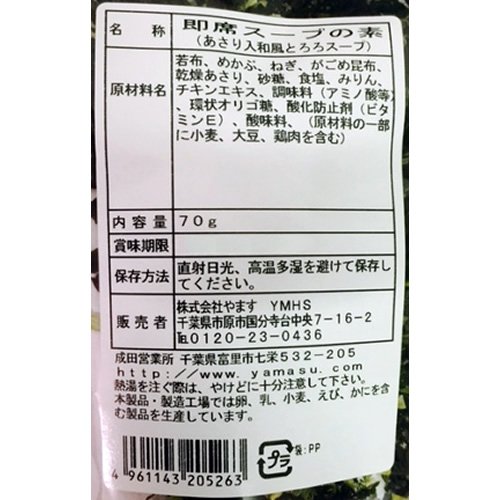 名称 即席スープの素
(あさり入和風とろろスープ)
原材料名
若布、めかぶ、ねぎ、がごめ昆布、
乾燥あさり、砂糖、食塩、みりん、
チキンエキス、調味料(アミノ酸等)
、環状オリゴ糖、酸化防止剤(ビタ
ミンE)、酸味料、(原材料の一部
に小麦、大豆、鶏肉を含む)
内容量 70g
賞味期限
保存方法
直射日光、高温多湿を避けて保存し
てください。
販売者
株式会社やます YMHS
千葉県市原市国分寺台中央7-16-2
℡0120-23-0436
成田営業所 千葉県富里市七栄532-205
http://www.yamasu.com
熱湯を注ぐ際は、やけどに十分注意して下さい。
本製品・製造工場では卵、乳、小麦、えび、かにを含
む製品を生産しています。
プラ
袋:PP
4 961143 205263